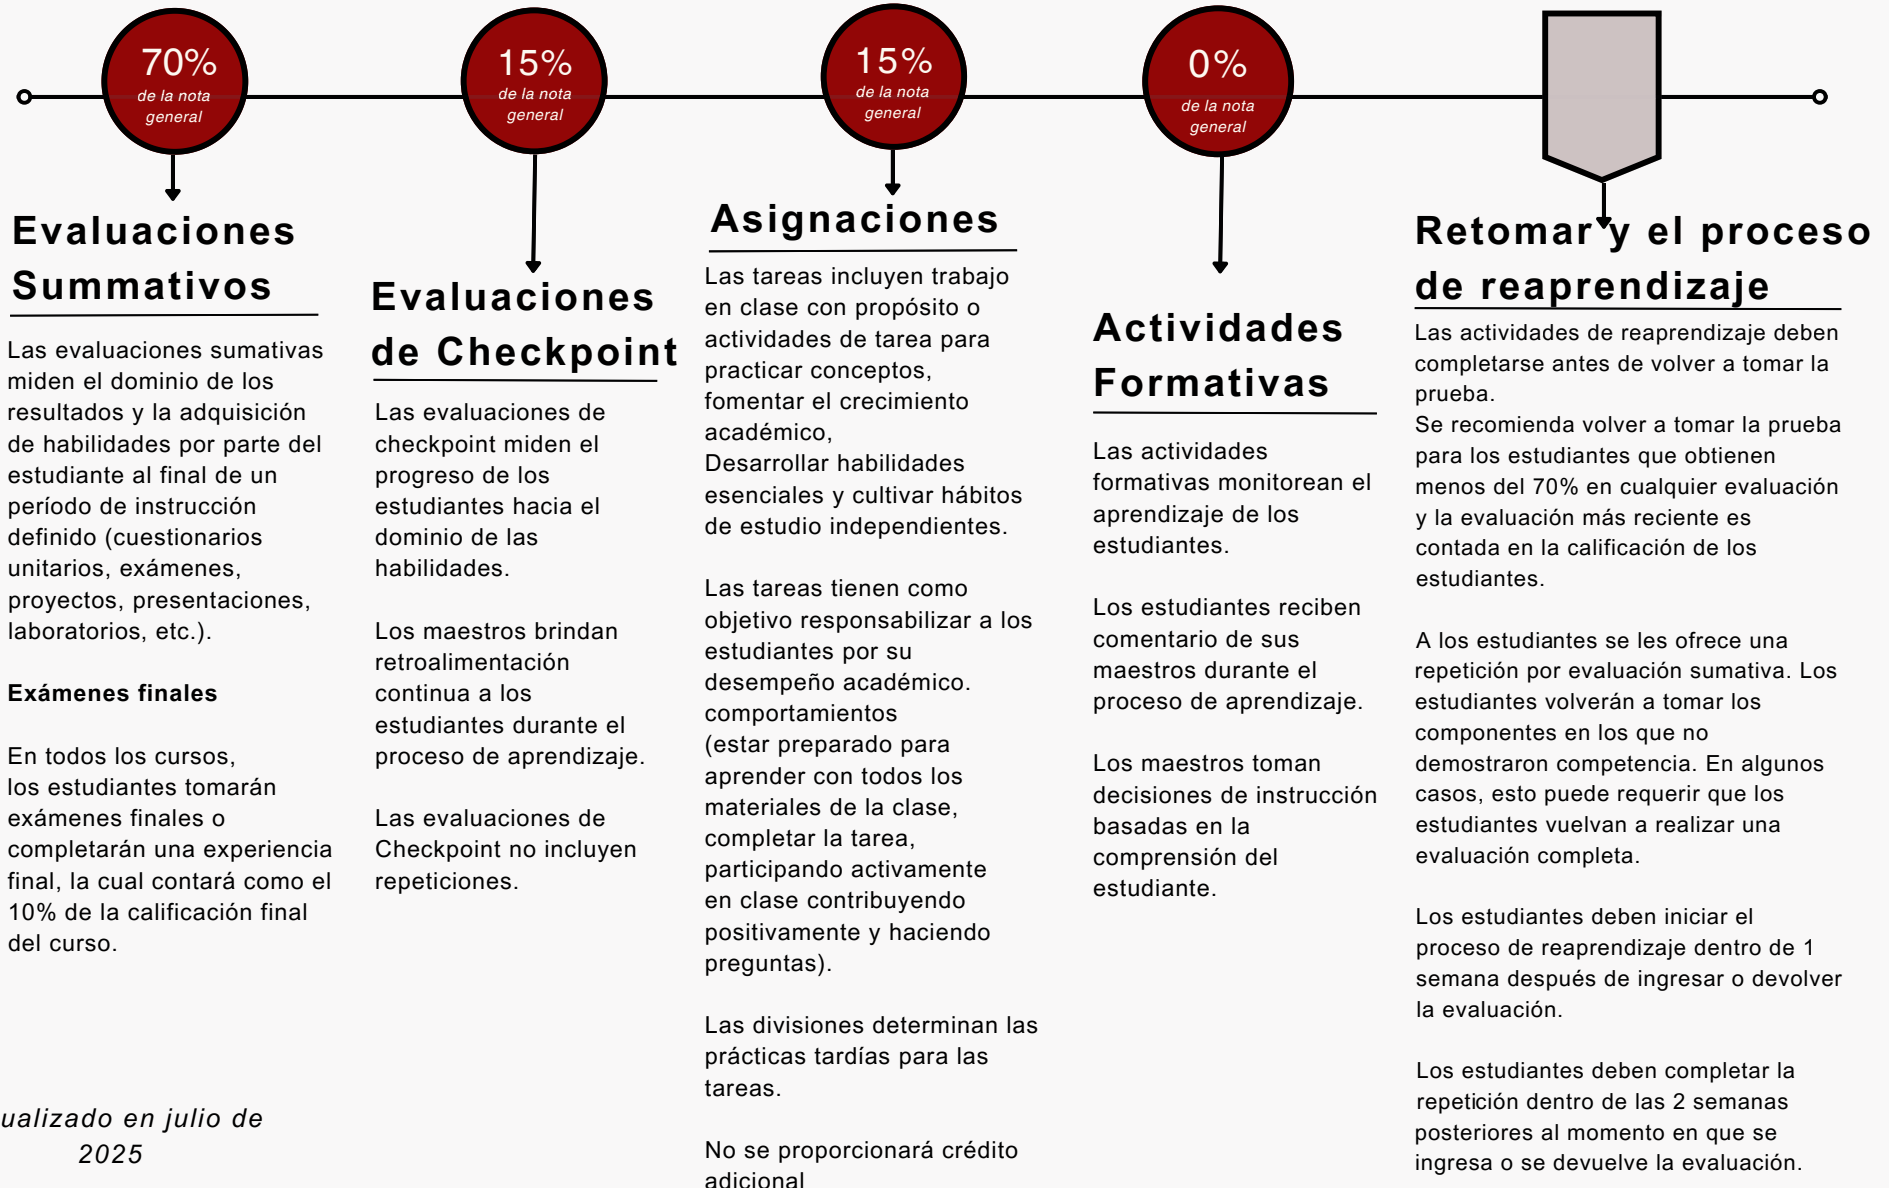 70%
de la nota
general
Evaluaciones
Summativos
Las evaluaciones sumativas
miden el dominio de los
resultados y la adquisición
de habilidades por parte del
estudiante al final de un
período de instrucción
definido (cuestionarios
unitarios, exámenes,
proyectos, presentaciones,
laboratorios, etc.).
Exámenes finales
En todos los cursos,
los estudiantes tomarán
exámenes finales o
completarán una experiencia
final, la cual contará como el
10% de la calificación final
del curso.
ualizado en julio de
2025
15%
de la nota
general
Evaluaciones
de Checkpoint
Las evaluaciones de
checkpoint miden el
progreso de los
estudiantes hacia el
dominio de las
habilidades.
Los maestros brindan
retroalimentación
continua a los
estudiantes durante el
proceso de aprendizaje.
Las evaluaciones de
Checkpoint no incluyen
repeticiones.
15%
de la nota
general
Asignaciones
Las tareas incluyen trabajo
en clase con propósito o
actividades de tarea para
practicar conceptos,
fomentar el crecimiento
académico,
Desarrollar habilidades
esenciales y cultivar hábitos
de estudio independientes.
Las tareas tienen como
objetivo responsabilizar a los
estudiantes por su
desempeño académico.
comportamientos
(estar preparado para
aprender con todos los
materiales de la clase,
completar la tarea,
participando activamente
en clase contribuyendo
positivamente y haciendo
preguntas).
Las divisiones determinan las
prácticas tardías para las
tareas.
No se proporcionará crédito
adicional
0%
de la nota
general
Actividades
Formativas
Las actividades
formativas monitorean el
aprendizaje de los
estudiantes.
Los estudiantes reciben
comentario de sus
maestros durante el
proceso de aprendizaje.
Los maestros toman
decisiones de instrucción
basadas en la
comprensión del
estudiante.
Retomar y el proceso
de reaprendizaje
Las actividades de reaprendizaje deben
completarse antes de volver a tomar la
prueba.
Se recomienda volver a tomar la prueba
para los estudiantes que obtienen
menos del 70% en cualquier evaluación
y la evaluación más reciente es
contada en la calificación de los
estudiantes.
A los estudiantes se les ofrece una
repetición por evaluación sumativa. Los
estudiantes volverán a tomar los
componentes en los que no
demostraron competencia. En algunos
casos, esto puede requerir que los
estudiantes vuelvan a realizar una
evaluación completa.
Los estudiantes deben iniciar el
proceso de reaprendizaje dentro de 1
semana después de ingresar o devolver
la evaluación.
Los estudiantes deben completar la
repetición dentro de las 2 semanas
posteriores al momento en que se
ingresa o se devuelve la evaluación.